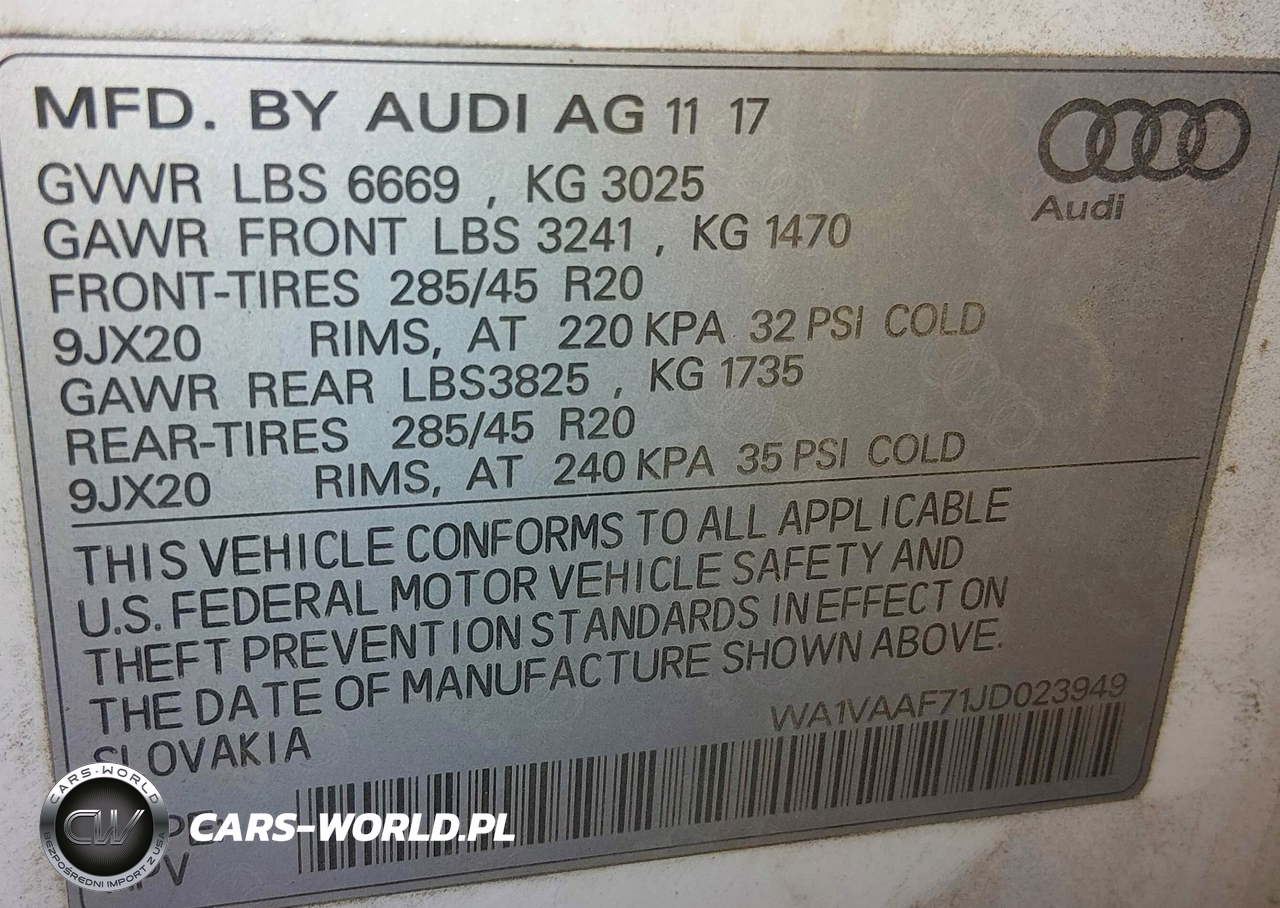 MFD. BY AUDI AG 11 17
GVWR LBS 6669 , KG 3025
GAWR FRONT LBS 3241 , KG 1470
FRONT-TIRES 285/45 R20
9JX20 RIMS, AT 220 KPA 32 PSI COLD
GAWR REAR LBS3825 , KG 1735
REAR-TIRES 285/45 R20
9JX20 RIMS, AT 240 KPA 35 PSI COLD
Audi
THIS VEHICLE CONFORMS TO ALL APPLICABLE
U.S. FEDERAL MOTOR VEHICLE SAFETY AND
THEFT PREVENTION STANDARDS IN EFFECT ON
THE DATE OF MANUFACTURE SHOWN ABOVE.
SLOVAKIA
WA1VAAF71JD023949
CARS-WORLD
CW
BEZPOŚREDNI IMPORT Z USA
CARS-WORLD.PL